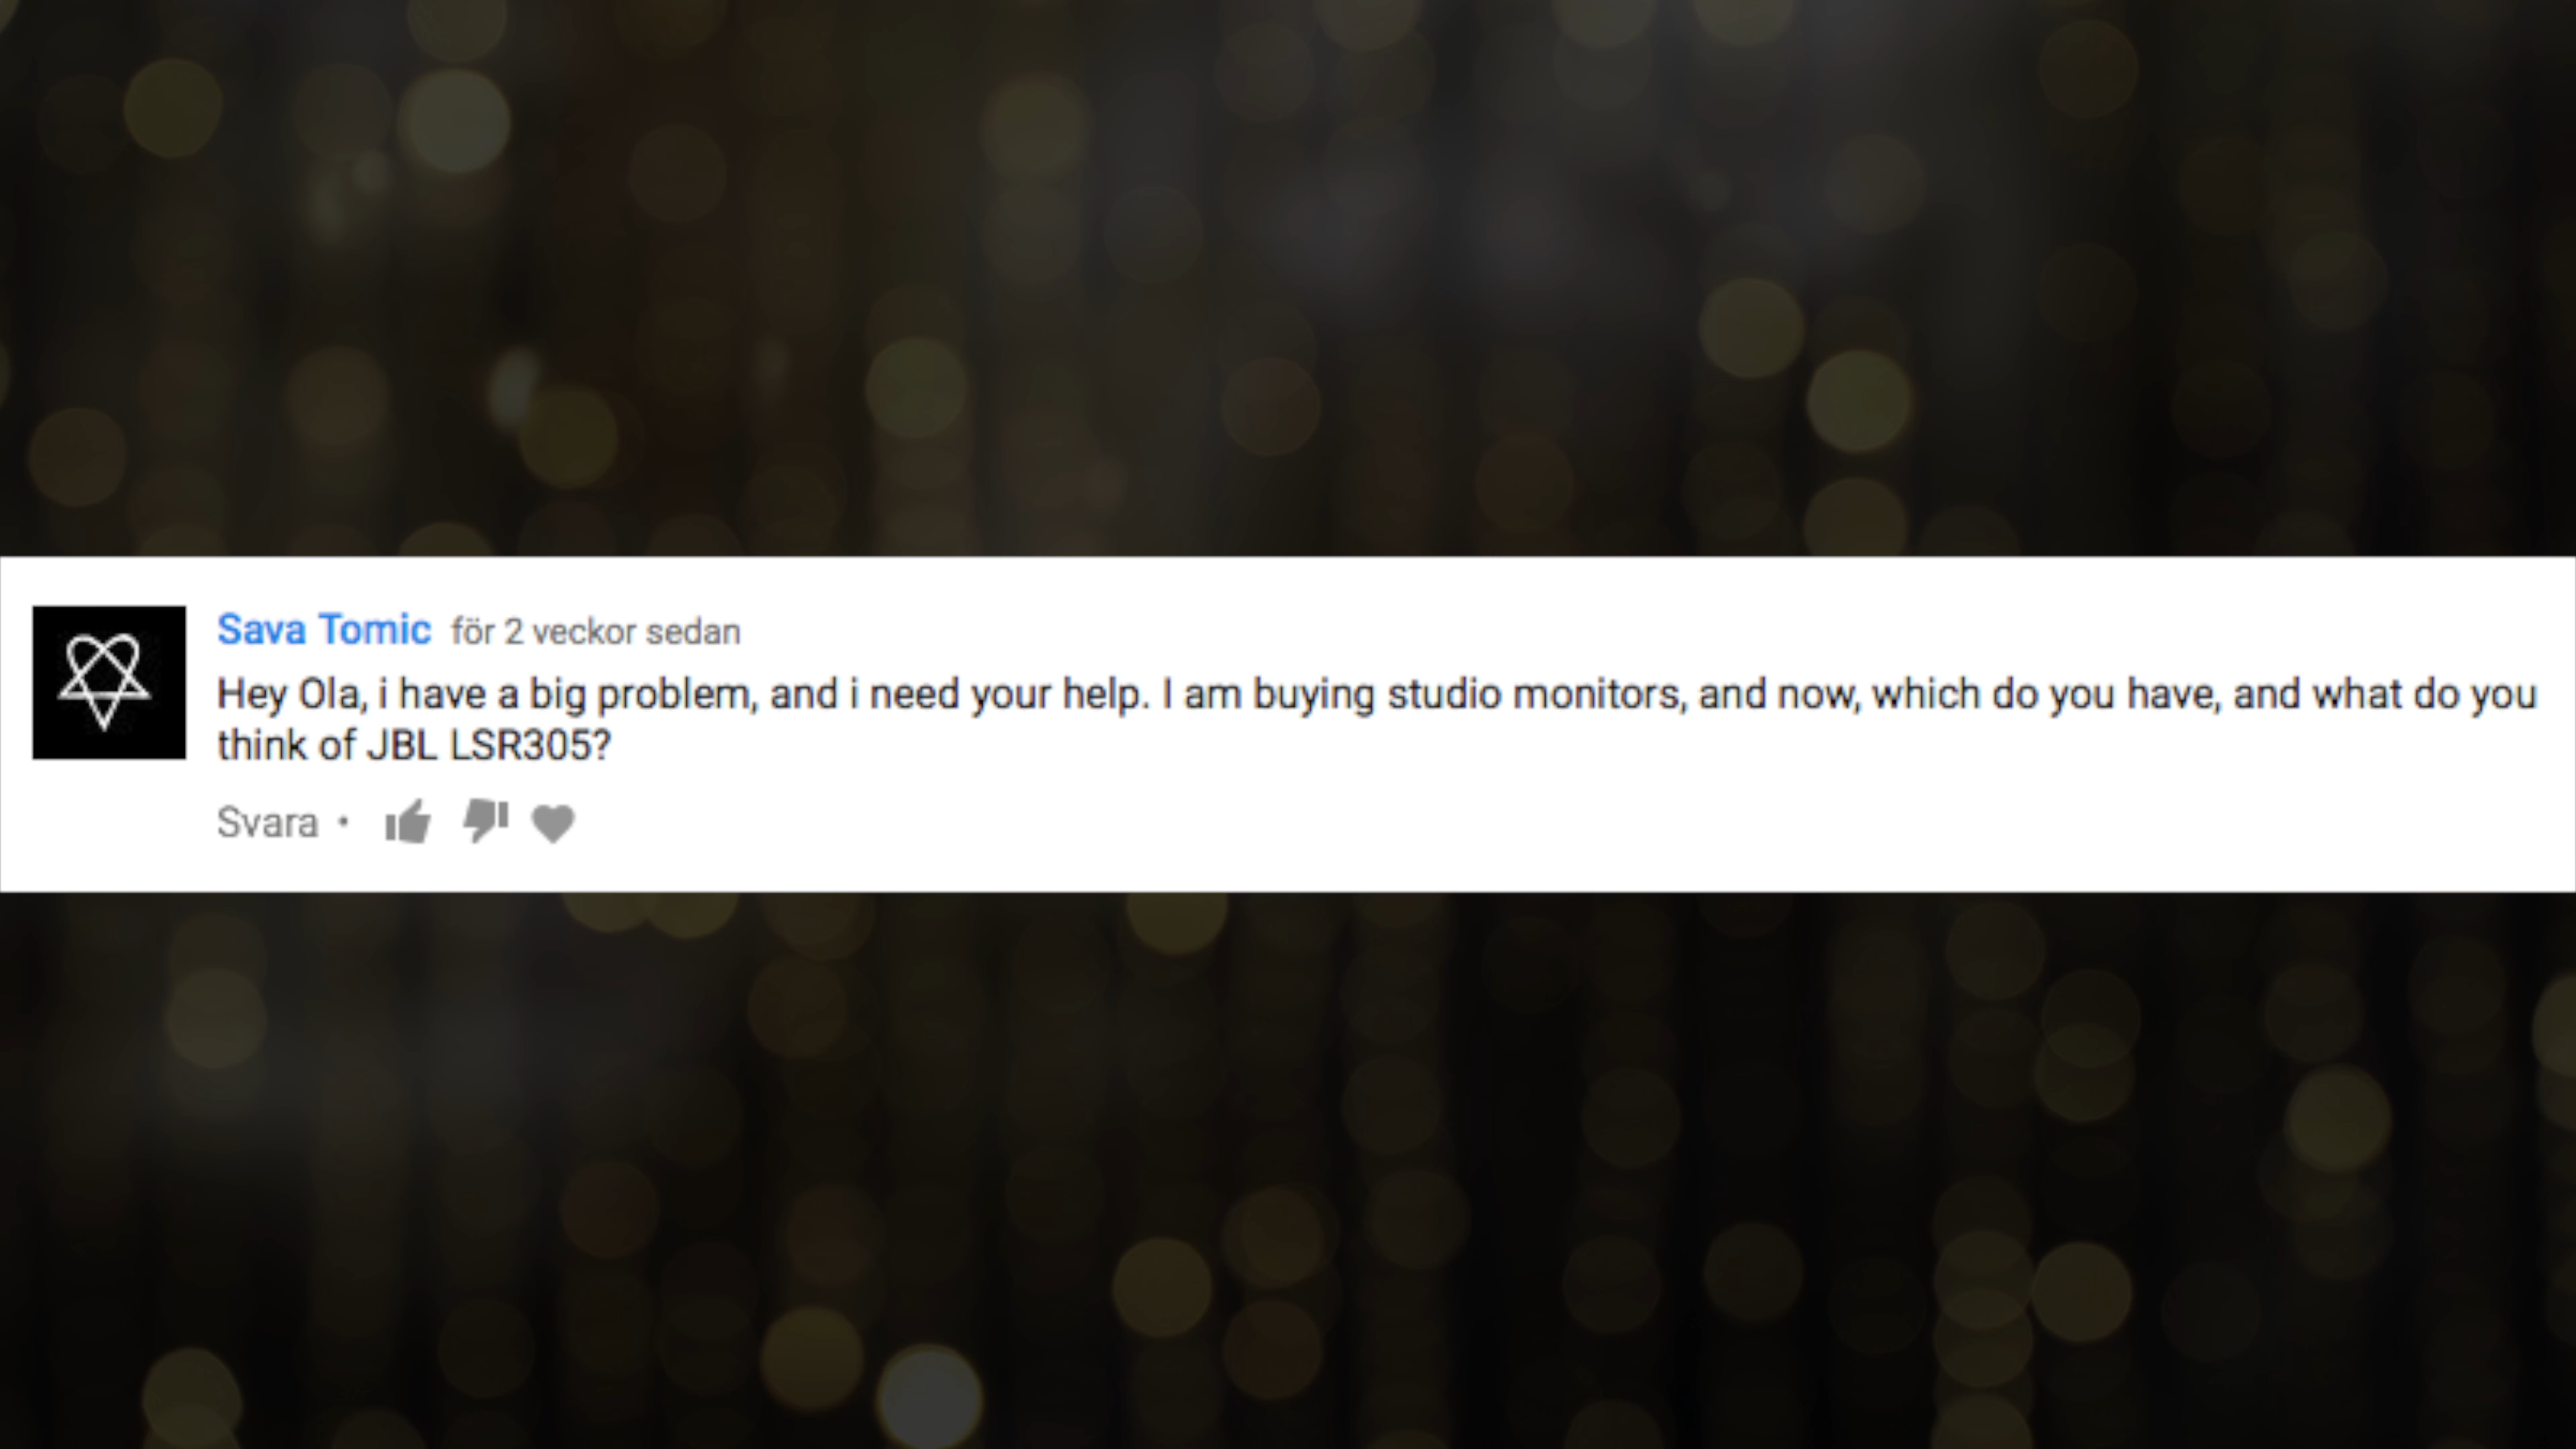 Sava Tomic för 2 veckor sedan
Hey Ola, i have a big problem, and i need your help. I am buying studio monitors, and now, which do you have, and what do you
think of JBL LSR305?
Svara •